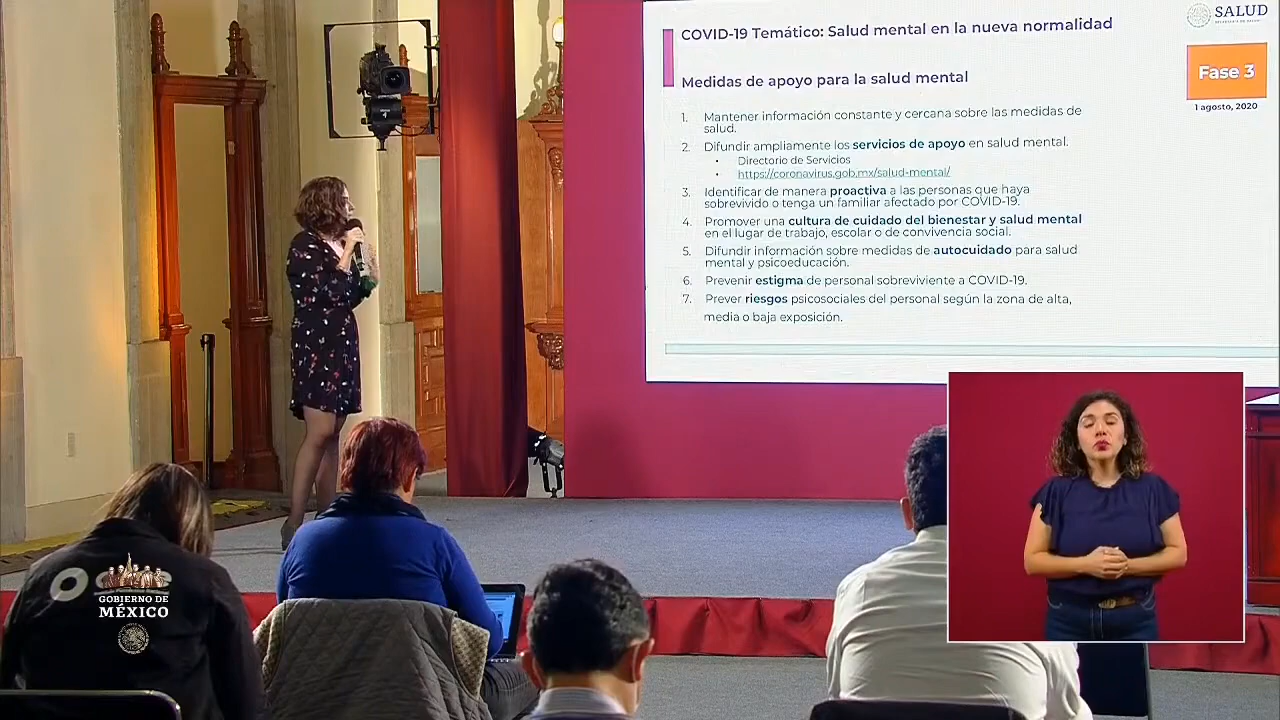 COVID-19 Temático: Salud mental en la nueva normalidad
SALUD
SECRETARÍA DE SALUD
Fase 3
1 agosto, 2020
Medidas de apoyo para la salud mental
1. Mantener información constante y cercana sobre las medidas de
salud.
2. Difundir ampliamente los servicios de apoyo en salud mental.
• Directorio de Servicios
• https://coronavirus.gob.mx/salud-mental/
3. Identificar de manera proactiva a las personas que haya
sobrevivido o tenga un familiar afectado por COVID-19.
4. Promover una cultura de cuidado del bienestar y salud mental
en el lugar de trabajo, escolar o de convivencia social.
5. Difundir información sobre medidas de autocuidado para salud
mental y psicoeducación.
6. Prevenir estigma de personal sobreviviente a COVID-19.
7. Prever riesgos psicosociales del personal según la zona de alta,
media o baja exposición.
GOBIERNO DE
MÉXICO